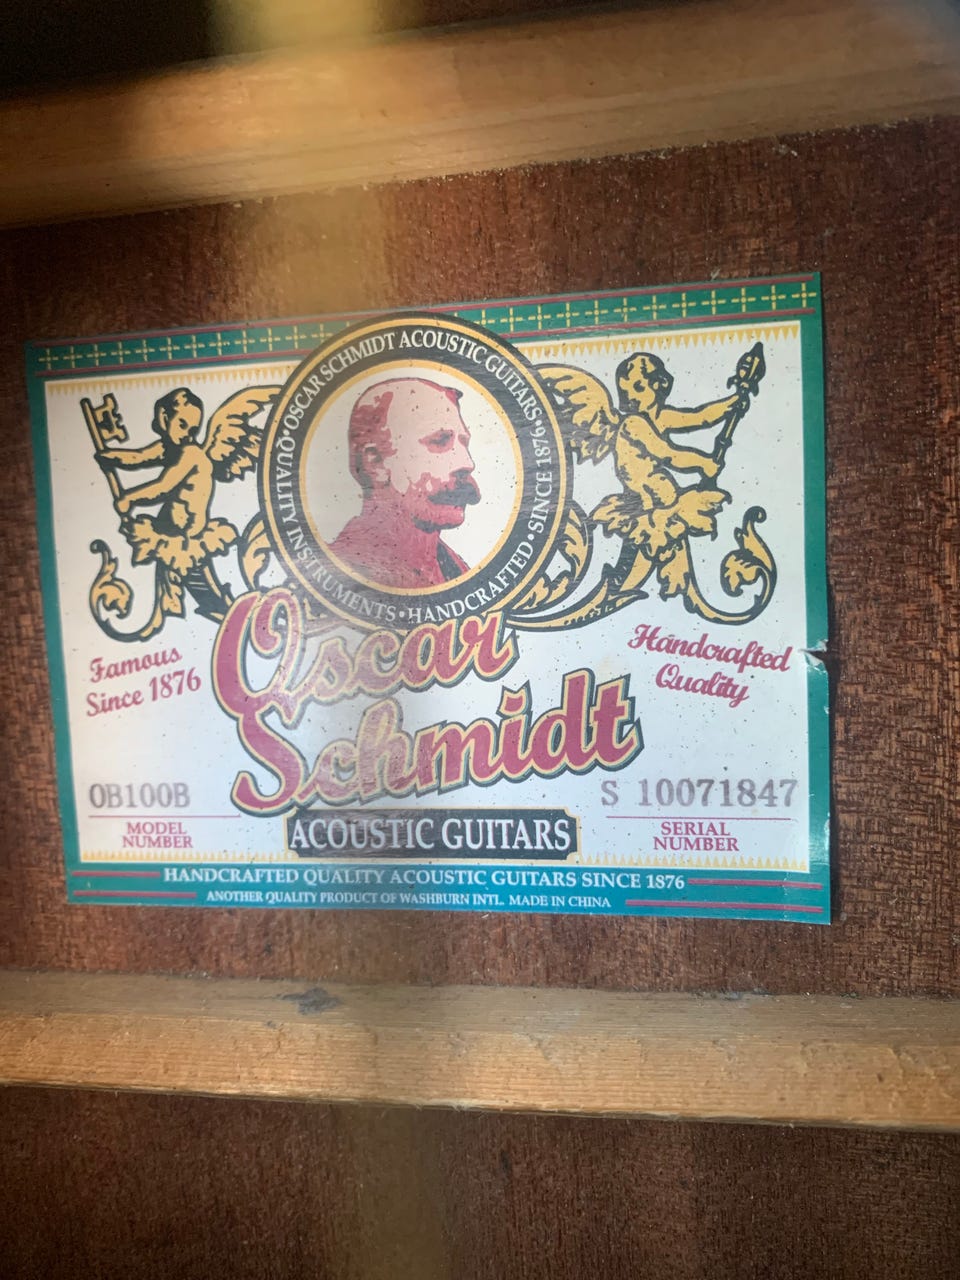 •OSCAR SCHMIDT ACOUSTIC GUITARS•SINCE 1876•HANDCRAFTED•QUALITY INSTRUMENTS
Famous
Since 1876
Handcrafted
Quality
Oscar
Schmidt
OB100B
MODEL
NUMBER
S 10071847
SERIAL
NUMBER
ACOUSTIC GUITARS
HANDCRAFTED QUALITY ACOUSTIC GUITARS SINCE 1876
ANOTHER QUALITY PRODUCT OF WASHBURN INTL. MADE IN CHINA